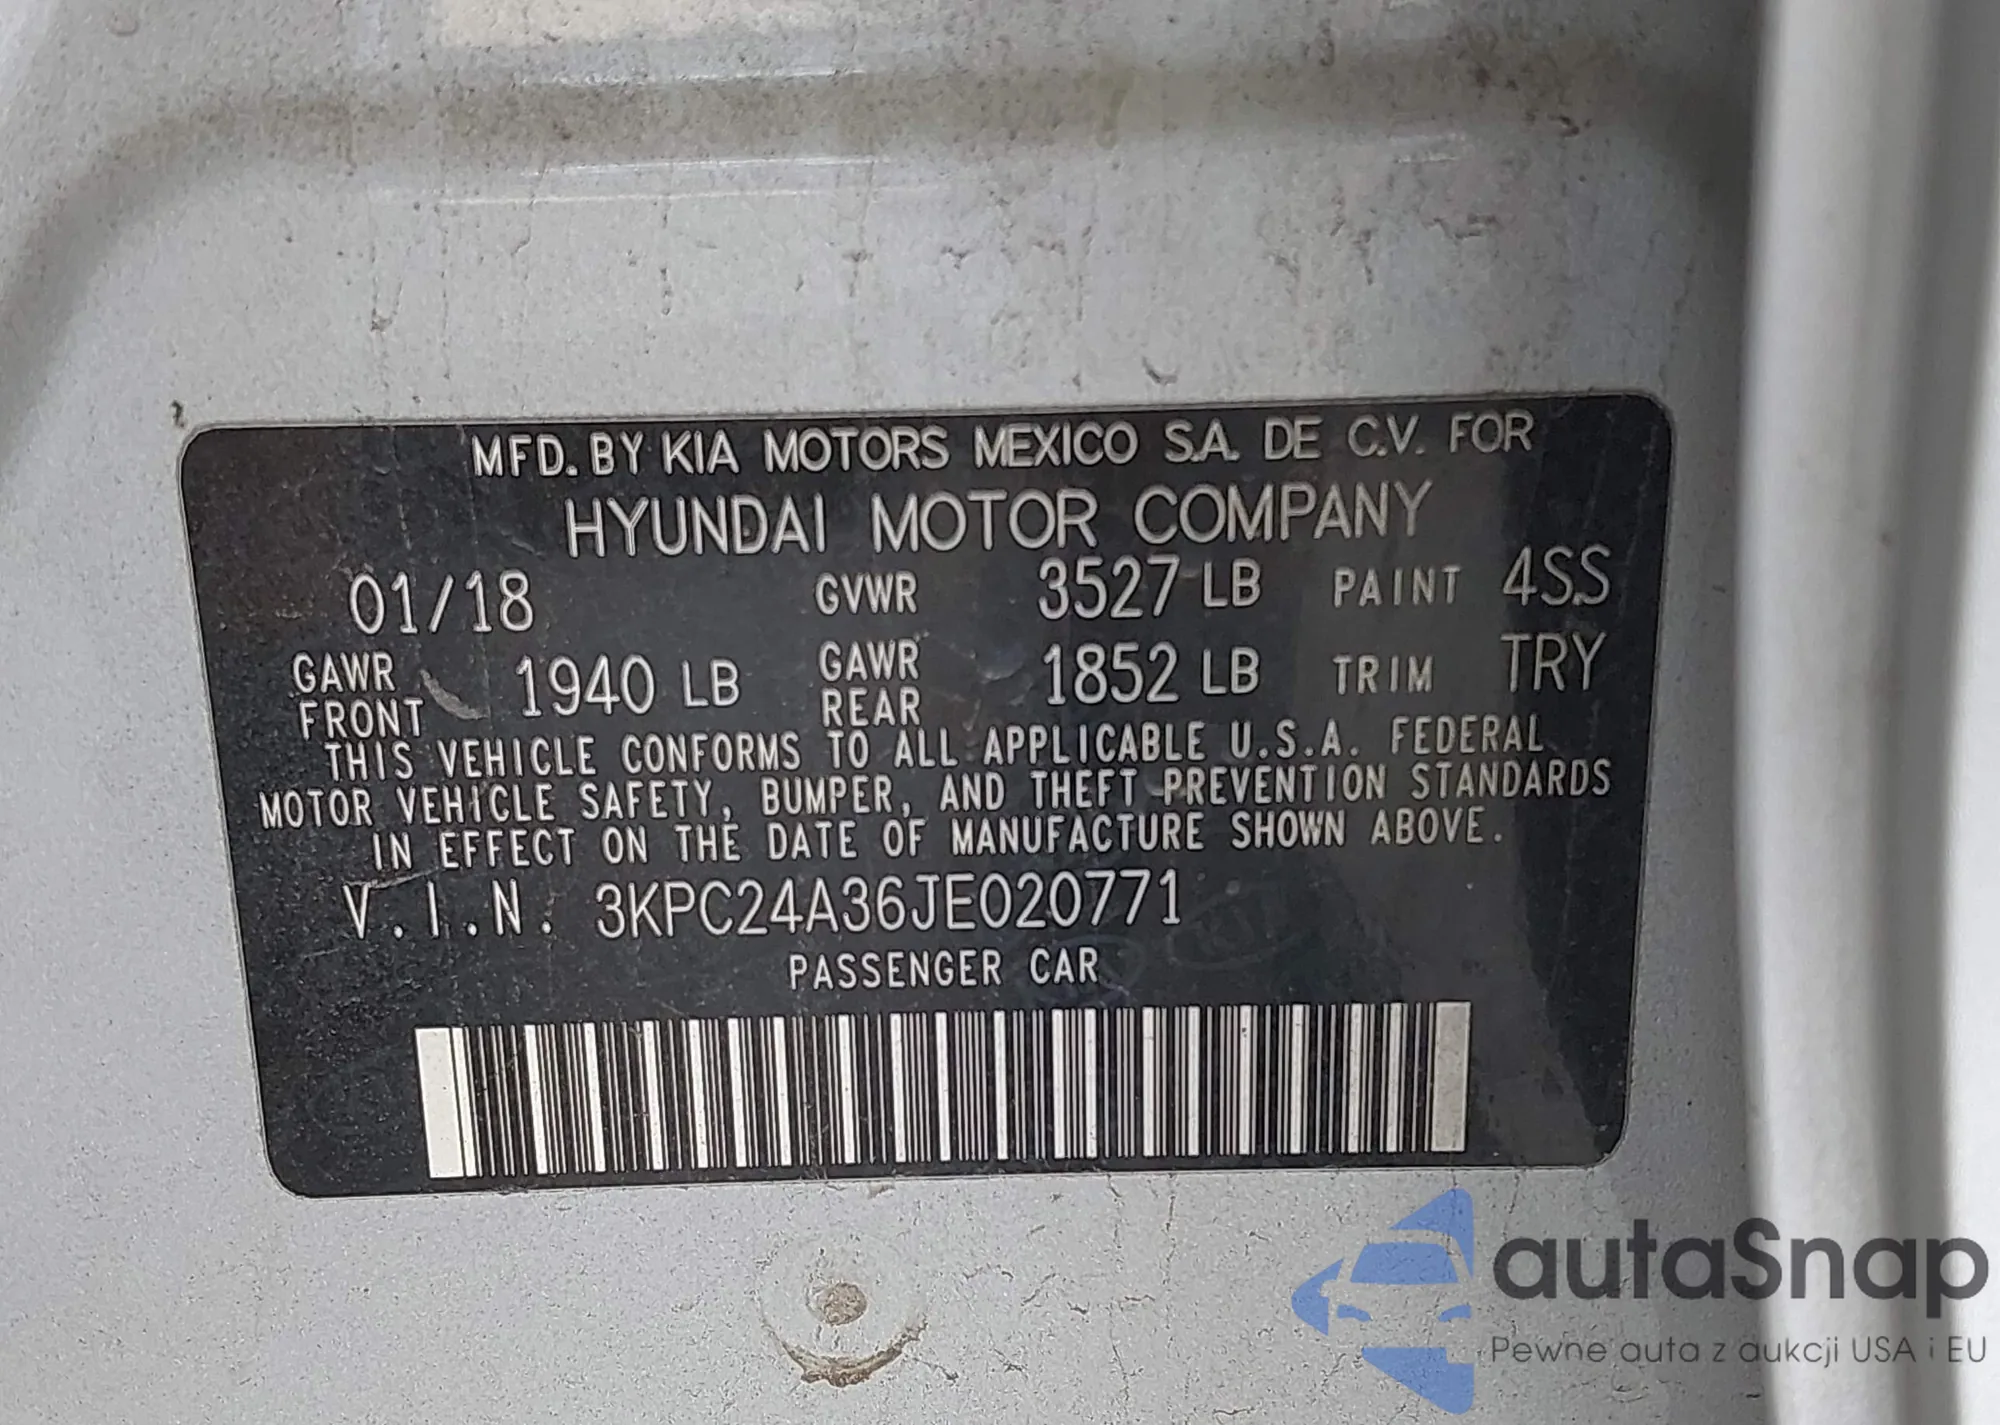 MFD. BY KIA MOTORS MEXICO S.A. DE C.V. FOR
HYUNDAI MOTOR COMPANY
01/18 GVWR 3527 LB PAINT 4SS
GAWR FRONT 1940 LB GAWR REAR 1852 LB TRIM TRY
THIS VEHICLE CONFORMS TO ALL APPLICABLE U.S.A. FEDERAL
MOTOR VEHICLE SAFETY, BUMPER, AND THEFT PREVENTION STANDARDS
IN EFFECT ON THE DATE OF MANUFACTURE SHOWN ABOVE.
V.I.N. 3KPC24A36JE020771
PASSENGER CAR
autaSnap
Pewne auta z aukcji USA i EU